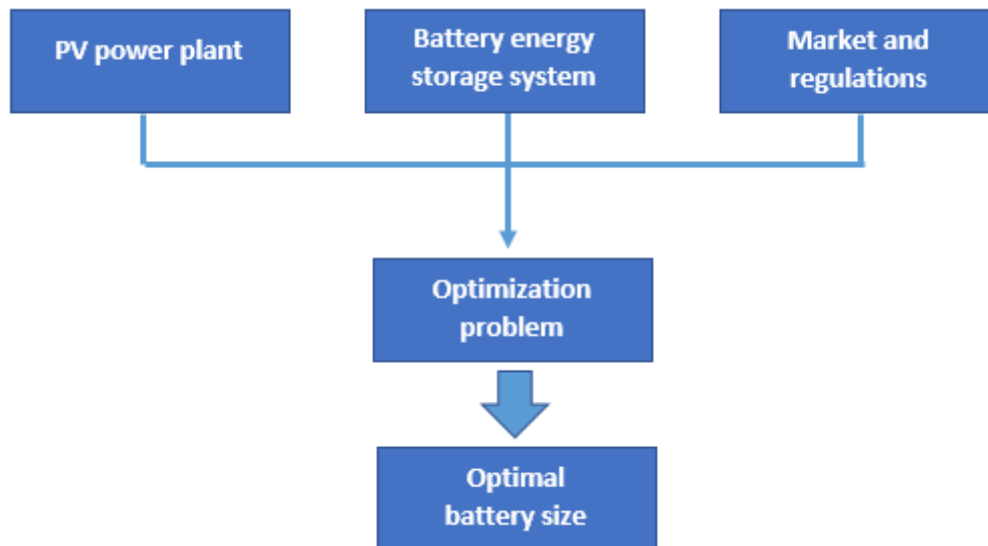 PV power plant
Battery energy
storage system
Market and
regulations
Optimization
problem
Optimal
battery size